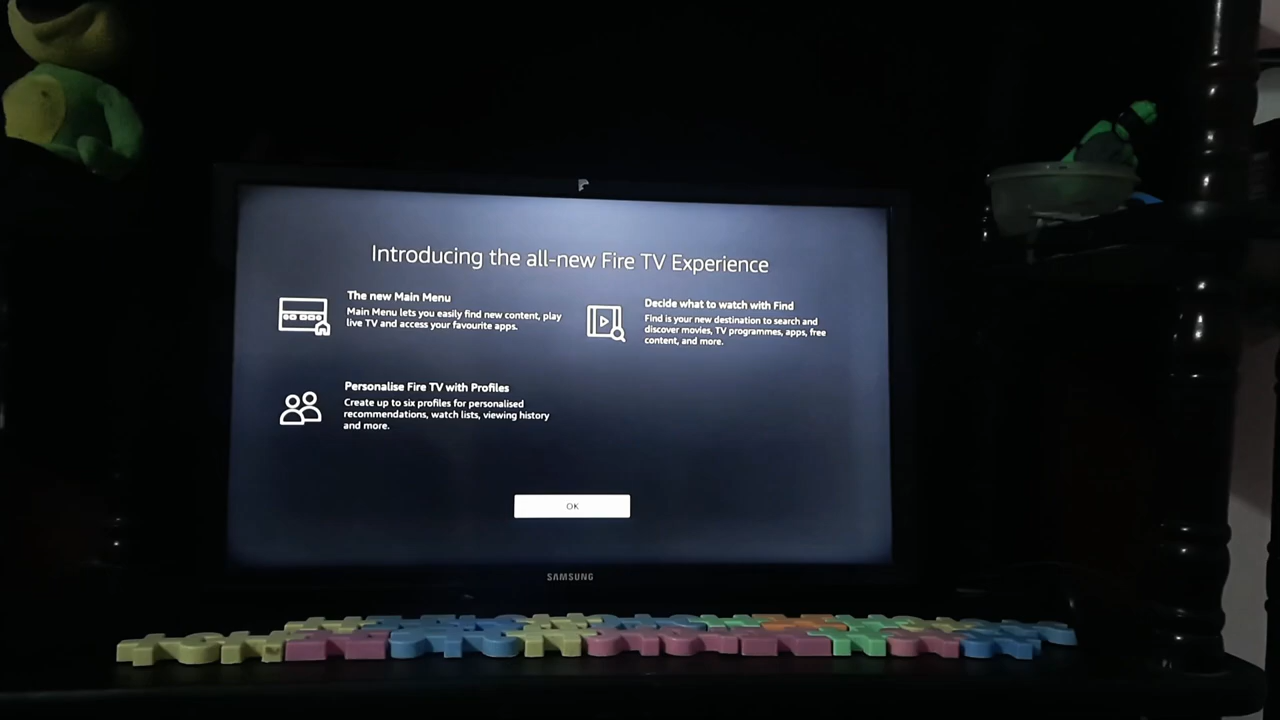 Introducing the all-new Fire TV Experience
The new Main Menu
Main Menu lets you easily find new content, play
live TV and access your favourite apps.
Decide what to watch with Find
Find is your new destination to search and
discover movies, TV programmes, apps, free
content, and more.
Personalise Fire TV with Profiles
Create up to six profiles for personalised
recommendations, watch lists, viewing history
and more.
OK
SAMSUNG